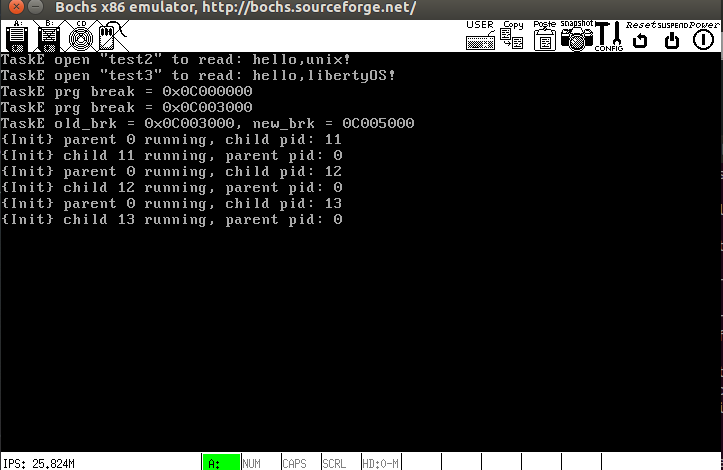 Bochs x86 emulator, http://bochs.sourceforge.net/
A: B: CD USER Copy Paste snapshot CONFIG Reset SUSPEND Power
TaskE open "test2" to read: hello,unix!
TaskE open "test3" to read: hello,libertyOS!
TaskE prg break = 0x0C000000
TaskE prg break = 0x0C003000
TaskE old_brk = 0x0C003000, new_brk = 0C005000
{Init} parent 0 running, child pid: 11
{Init} child 11 running, parent pid: 0
{Init} parent 0 running, child pid: 12
{Init} child 12 running, parent pid: 0
{Init} parent 0 running, child pid: 13
{Init} child 13 running, parent pid: 0
IPS: 25.824M A: NUM CAPS SCRL HD:0-M